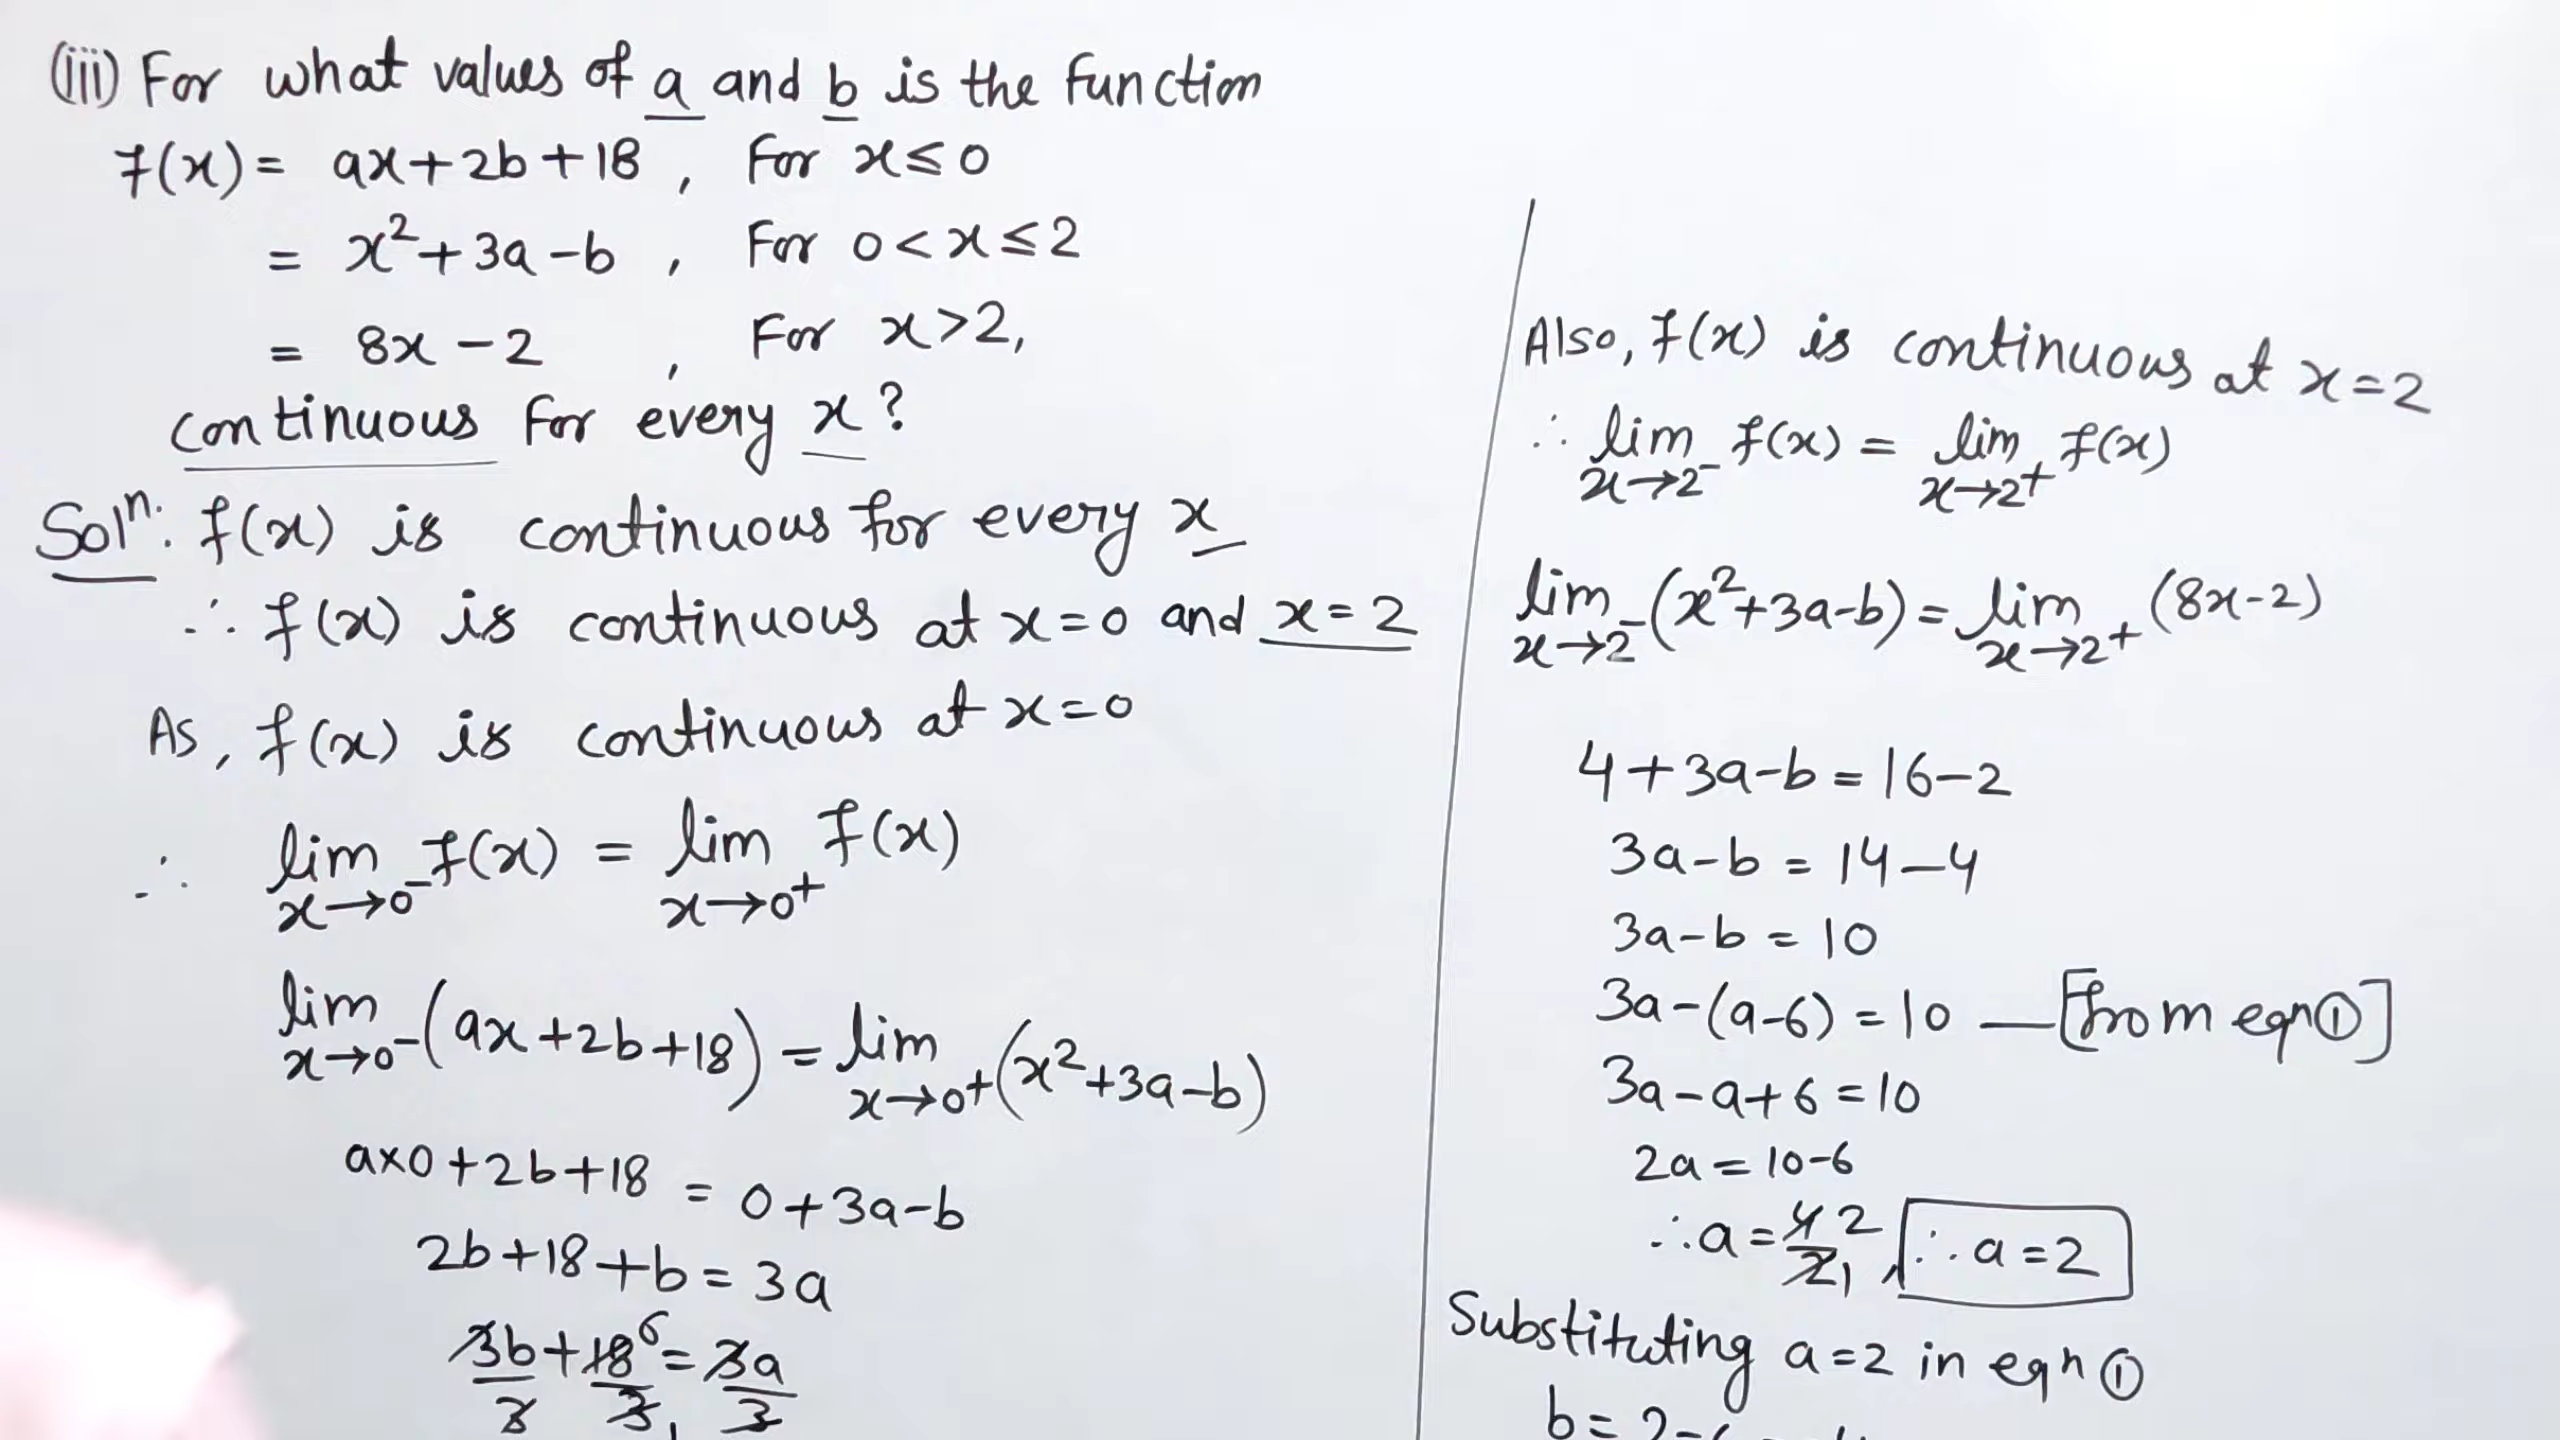 (iii) For what values of a and b is the function
f(x) = ax+2b+18 , For x≤0
= x²+3a-b , For 0<x≤2
= 8x-2 , For x>2,
continuous for every x?
Solⁿ: f(x) is continuous for every x
∴ f(x) is continuous at x=0 and x=2
As, f(x) is continuous at x=0
∴ lim x→0⁻ f(x) = lim x→0⁺ f(x)
lim x→0⁻ (ax+2b+18) = lim x→0⁺ (x²+3a-b)
a×0+2b+18 = 0+3a-b
2b+18+b = 3a
3b/3 + 18/3 6 1 = 3a/3
Also, f(x) is continuous at x=2
∴ lim x→2⁻ f(x) = lim x→2⁺ f(x)
lim x→2⁻ (x²+3a-b) = lim x→2⁺ (8x-2)
4+3a-b = 16-2
3a-b = 14-4
3a-b = 10
3a-(a-6) = 10 — [from eqn①]
3a-a+6 = 10
2a = 10-6
∴ a = 4/2 2 1, ∴ a=2
Substituting a=2 in eqⁿ ①
b= 2-